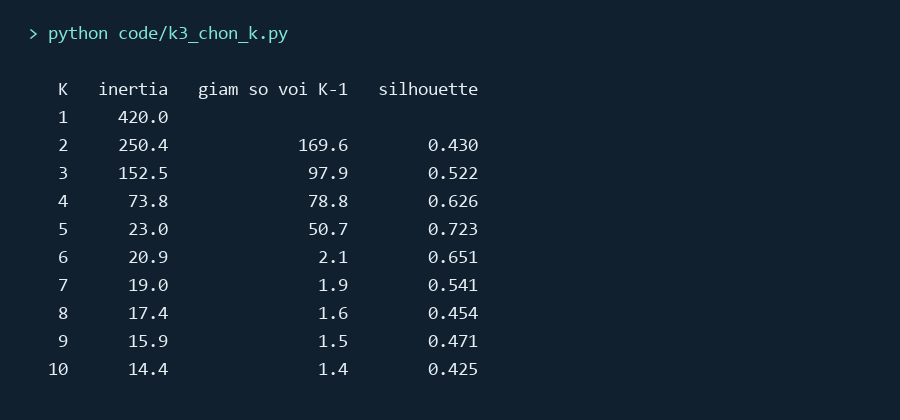 > python code/k3_chon_k.py
K inertia giam so voi K-1 silhouette
1 420.0
2 250.4 169.6 0.430
3 152.5 97.9 0.522
4 73.8 78.8 0.626
5 23.0 50.7 0.723
6 20.9 2.1 0.651
7 19.0 1.9 0.541
8 17.4 1.6 0.454
9 15.9 1.5 0.471
10 14.4 1.4 0.425